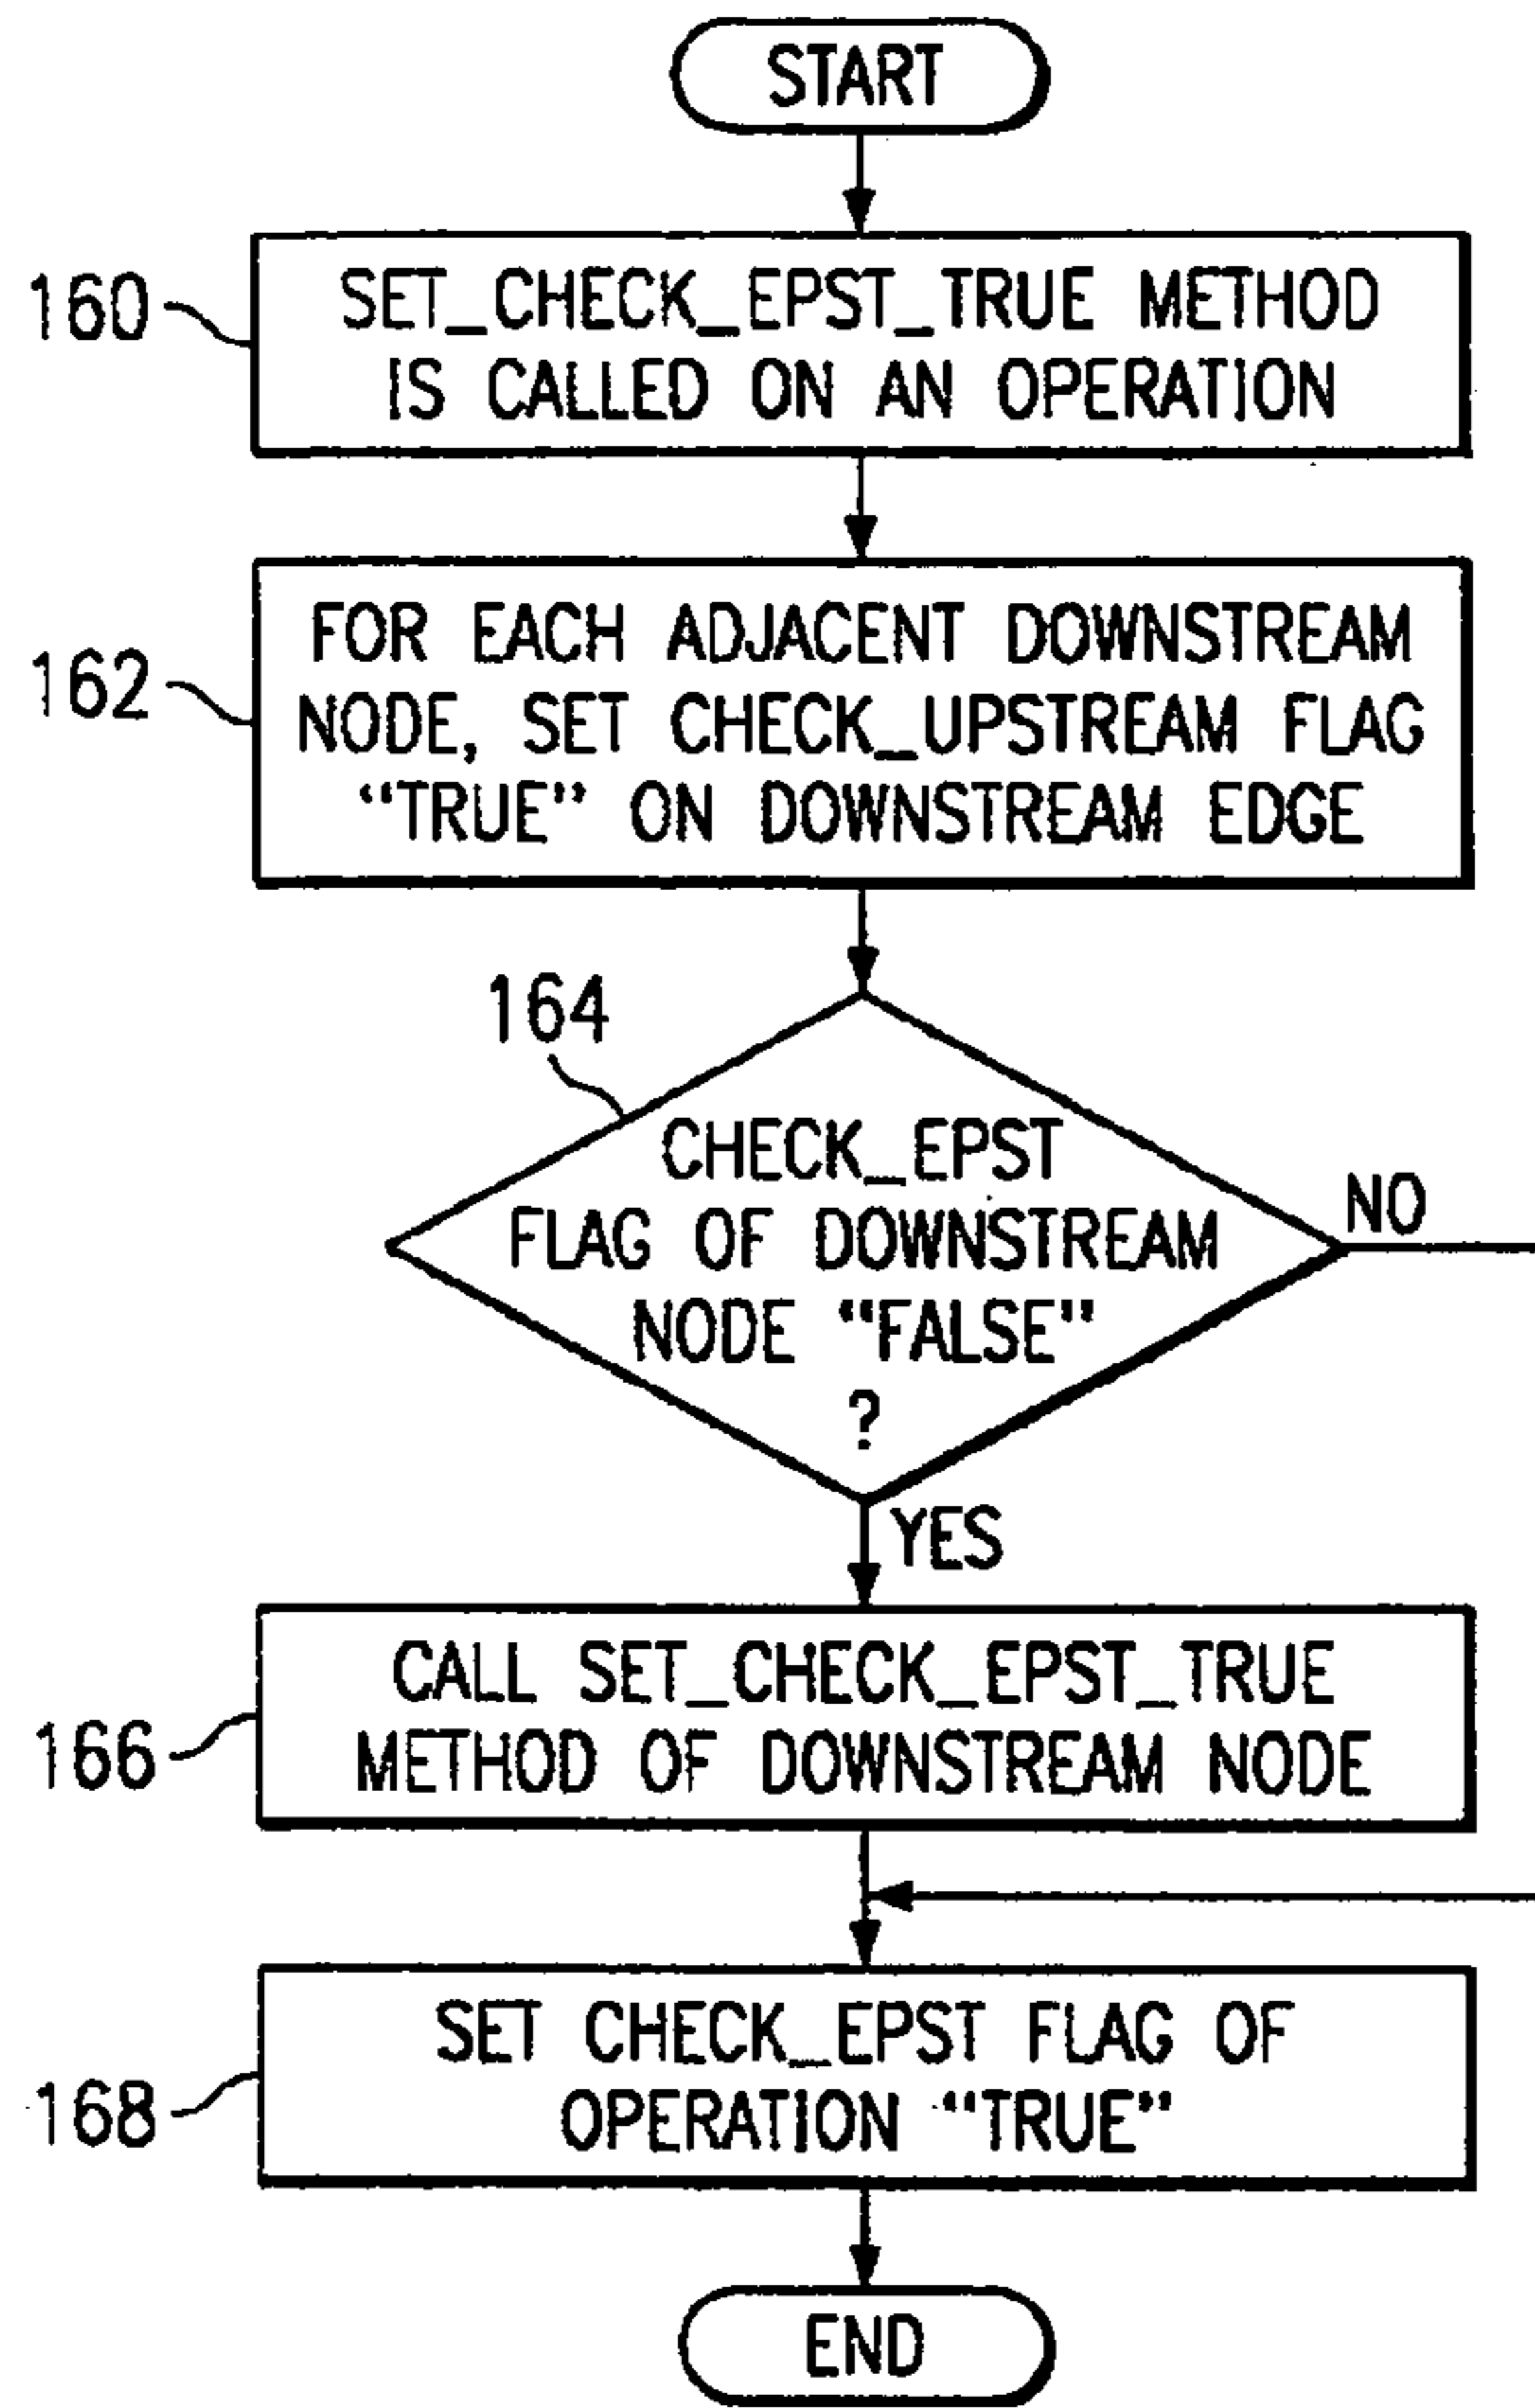 START
160
SET_CHECK_EPST_TRUE METHOD
IS CALLED ON AN OPERATION
162
FOR EACH ADJACENT DOWNSTREAM
NODE, SET CHECK_UPSTREAM FLAG
“TRUE” ON DOWNSTREAM EDGE
164
CHECK_EPST
FLAG OF DOWNSTREAM
NODE “FALSE”
?
NO
YES
166
CALL SET_CHECK_EPST_TRUE
METHOD OF DOWNSTREAM NODE
168
SET CHECK_EPST FLAG OF
OPERATION “TRUE”
END